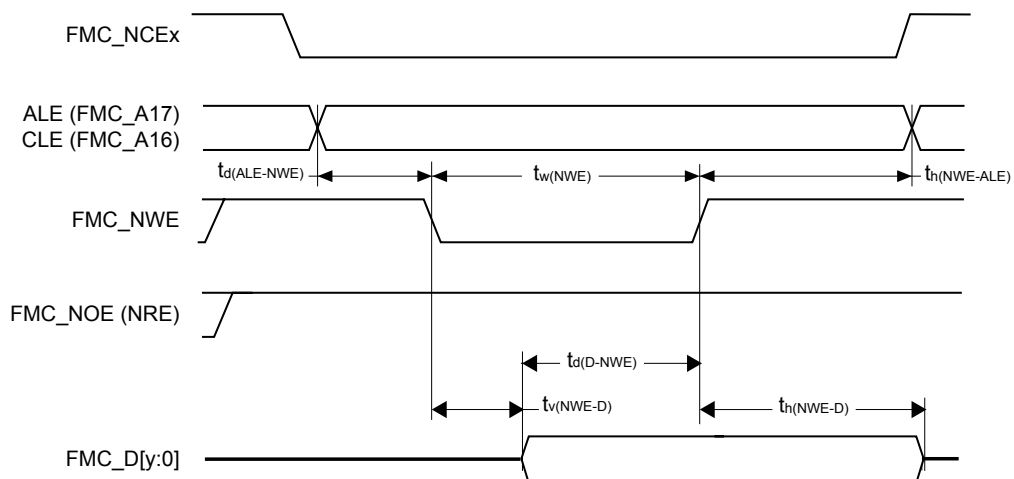 FMC_NCEx
ALE (FMC_A17)
CLE (FMC_A16)
td(ALE-NWE)
tw(NWE)
th(NWE-ALE)
FMC_NWE
FMC_NOE (NRE)
td(D-NWE)
tv(NWE-D)
th(NWE-D)
FMC_D[y:0]